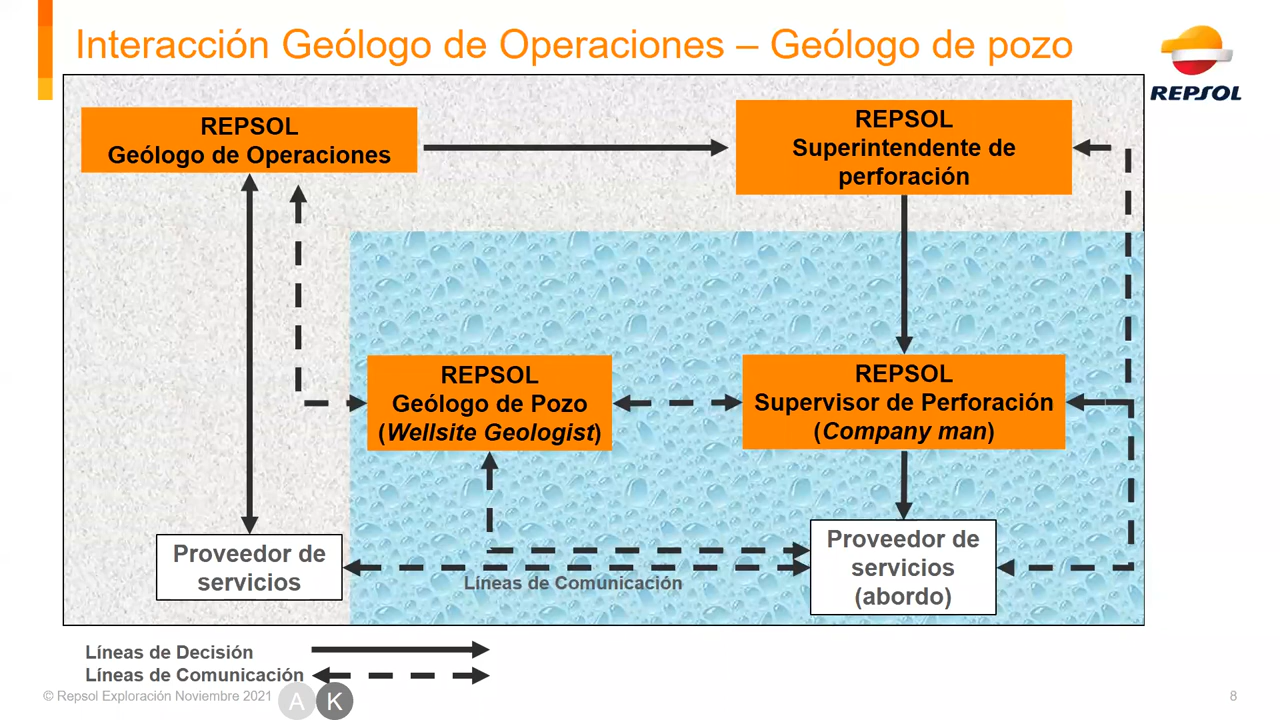 Interacción Geólogo de Operaciones – Geólogo de pozo
REPSOL
REPSOL
Geólogo de Operaciones
REPSOL
Superintendente de
perforación
REPSOL
Geólogo de Pozo
(Wellsite Geologist)
REPSOL
Supervisor de Perforación
(Company man)
Proveedor de
servicios
Proveedor de
servicios
(abordo)
Líneas de Comunicación
Líneas de Decisión
Líneas de Comunicación
© Repsol Exploración Noviembre 2021
A
K
8